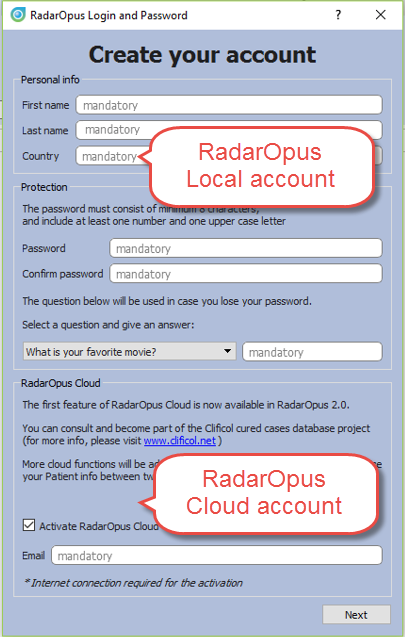 RadarOpus Login and Password
Create your account
Personal info
First name mandatory
Last name mandatory
Country mandatory
RadarOpus
Local account
Protection
The password must consist of minimum 8 characters,
and include at least one number and one upper case letter
Password mandatory
Confirm password mandatory
The question below will be used in case you lose your password.
Select a question and give an answer:
What is your favorite movie? mandatory
RadarOpus Cloud
The first feature of RadarOpus Cloud is now available in RadarOpus 2.0.
You can consult and become part of the Clificol cured cases database project
(for more info, please visit www.clificol.net )
More cloud functions will be
your Patient info between
RadarOpus
Cloud account
Activate RadarOpus Cloud
Email mandatory
* Internet connection required for the activation
Next